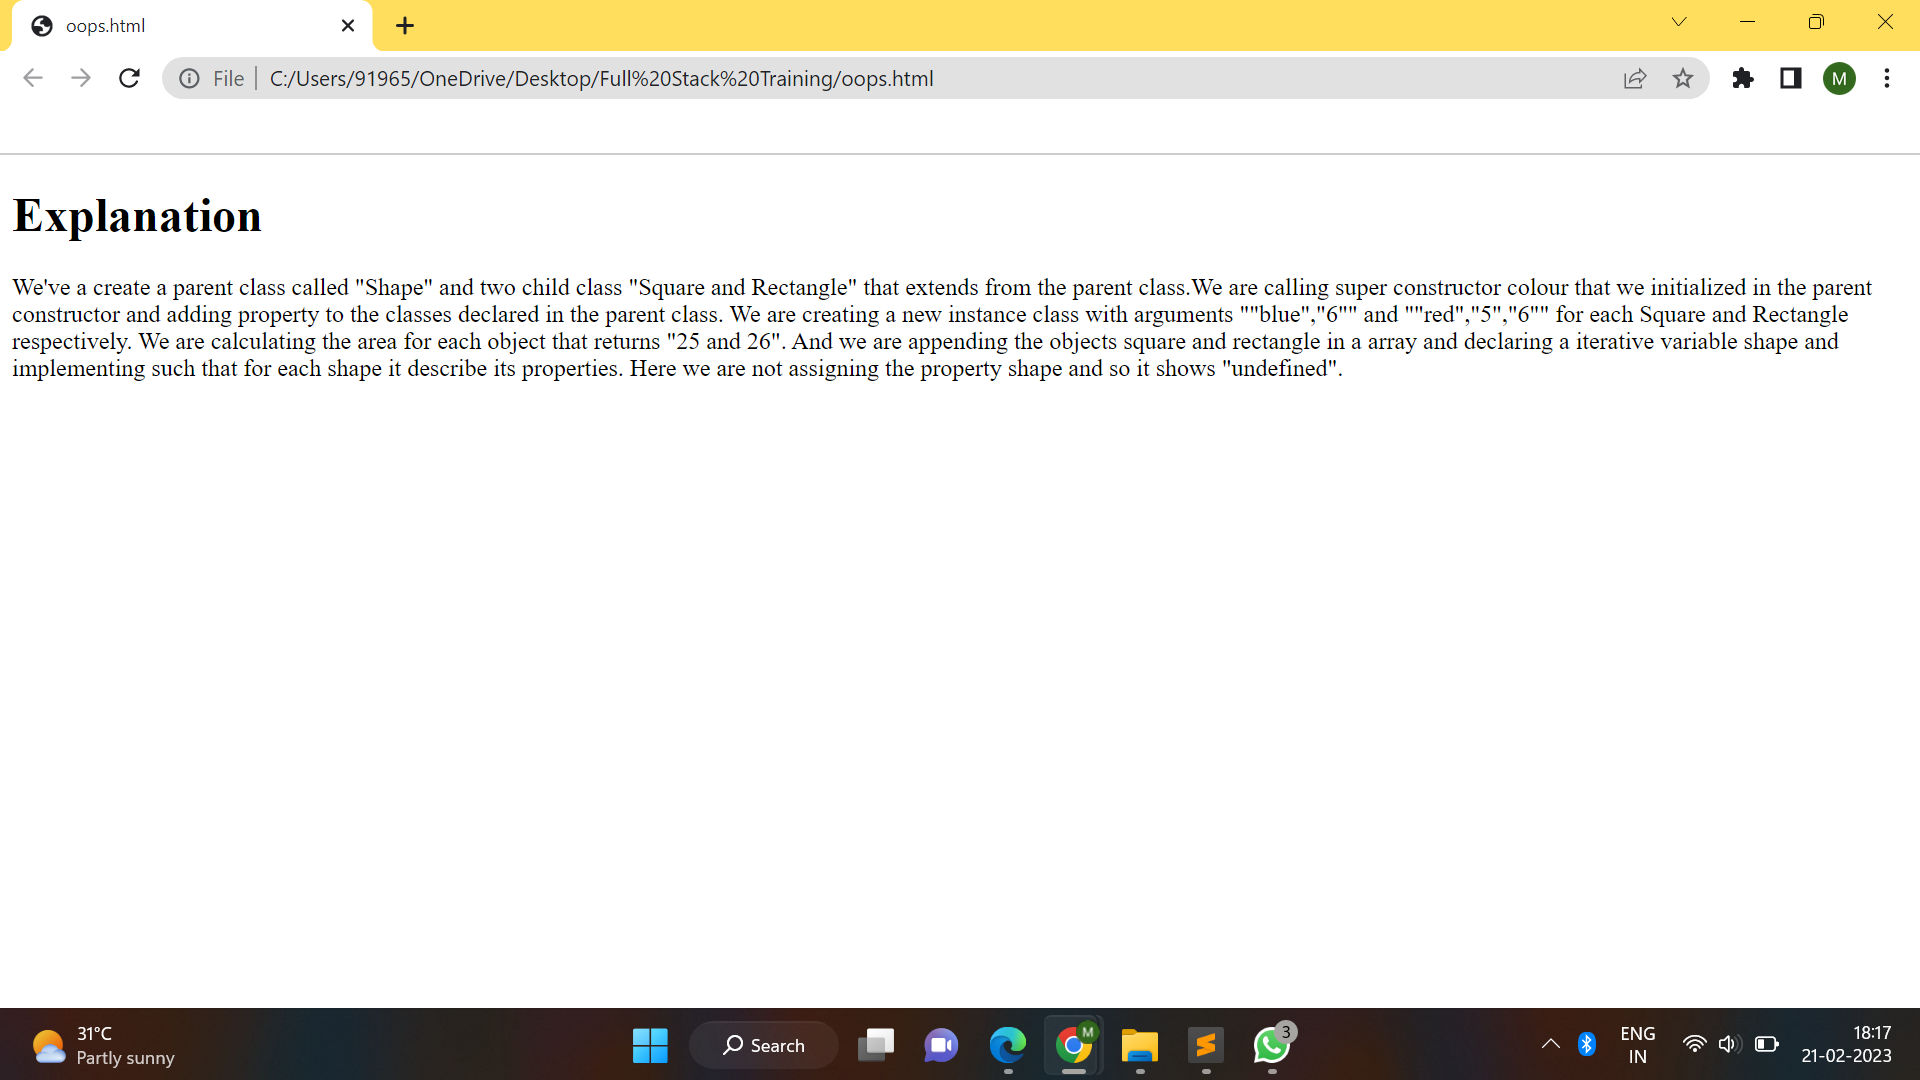 oops.html
File
C:/Users/91965/OneDrive/Desktop/Full%20Stack%20Training/oops.html
M
Explanation
We've a create a parent class called "Shape" and two child class "Square and Rectangle" that extends from the parent class.We are calling super constructor colour that we initialized in the parent
constructor and adding property to the classes declared in the parent class. We are creating a new instance class with arguments ""blue","6"" and ""red","5","6"" for each Square and Rectangle
respectively. We are calculating the area for each object that returns "25 and 26". And we are appending the objects square and rectangle in a array and declaring a iterative variable shape and
implementing such that for each shape it describe its properties. Here we are not assigning the property shape and so it shows "undefined".
31°C
Partly sunny
Search
M
3
ENG
IN
18:17
21-02-2023